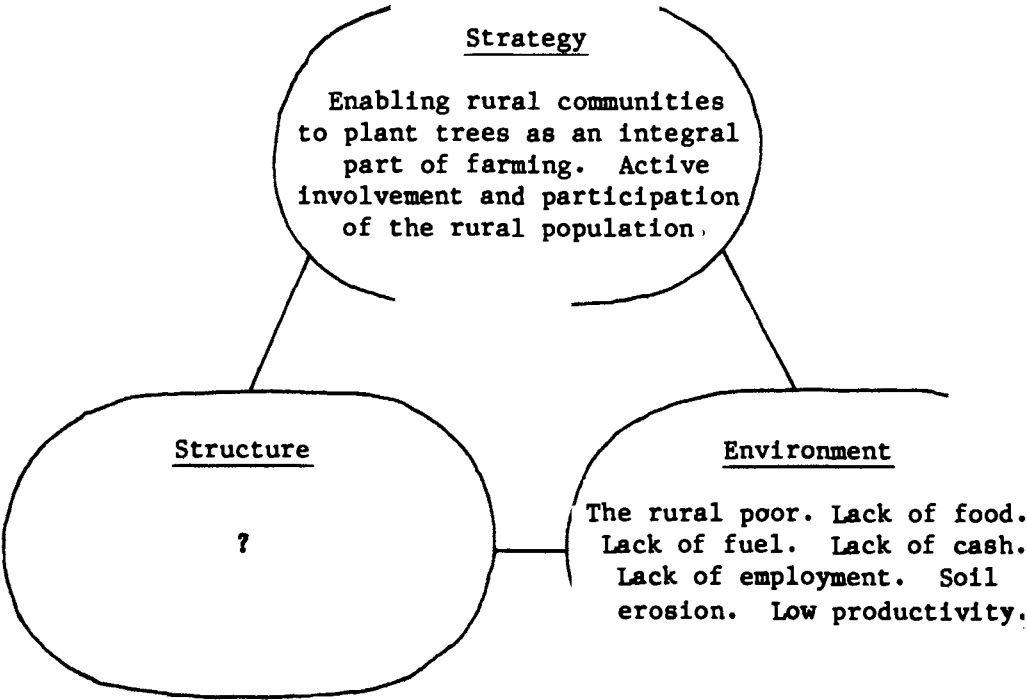 Strategy
Enabling rural communities
to plant trees as an integral
part of farming. Active
involvement and participation
of the rural population.
Structure
?
Environment
The rural poor. Lack of food.
Lack of fuel. Lack of cash.
Lack of employment. Soil
erosion. Low productivity.